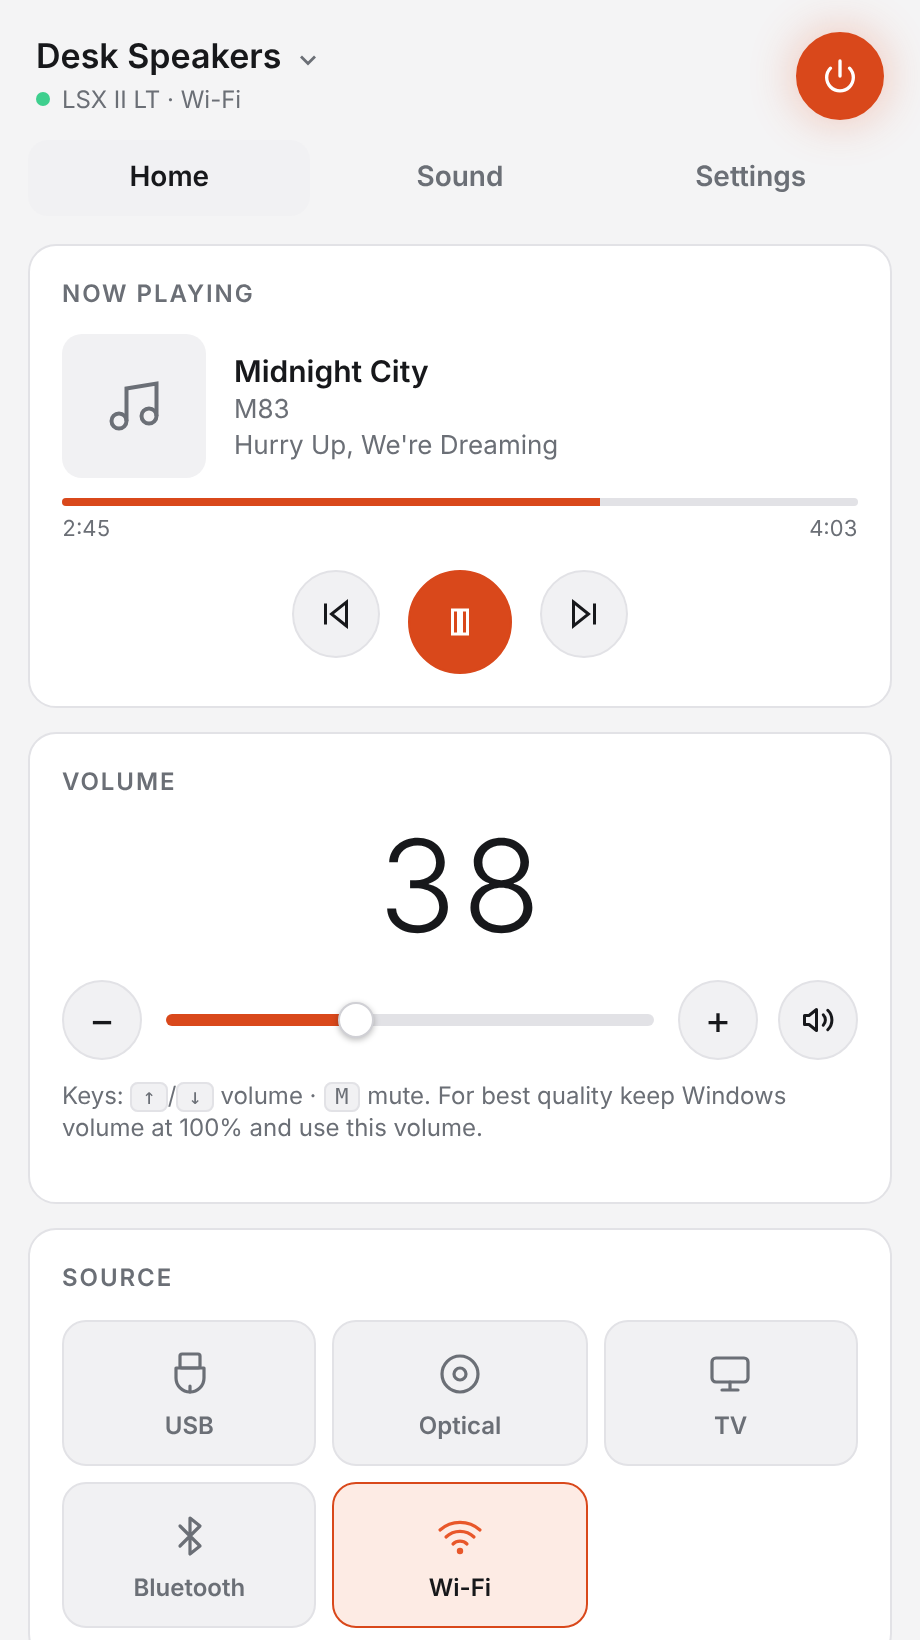 Desk Speakers
LSX II LT · Wi-Fi
Home Sound Settings
NOW PLAYING
Midnight City
M83
Hurry Up, We're Dreaming
2:45 4:03
VOLUME
38
− +
Keys: ↑/↓ volume · M mute. For best quality keep Windows
volume at 100% and use this volume.
SOURCE
USB Optical TV
Bluetooth Wi-Fi